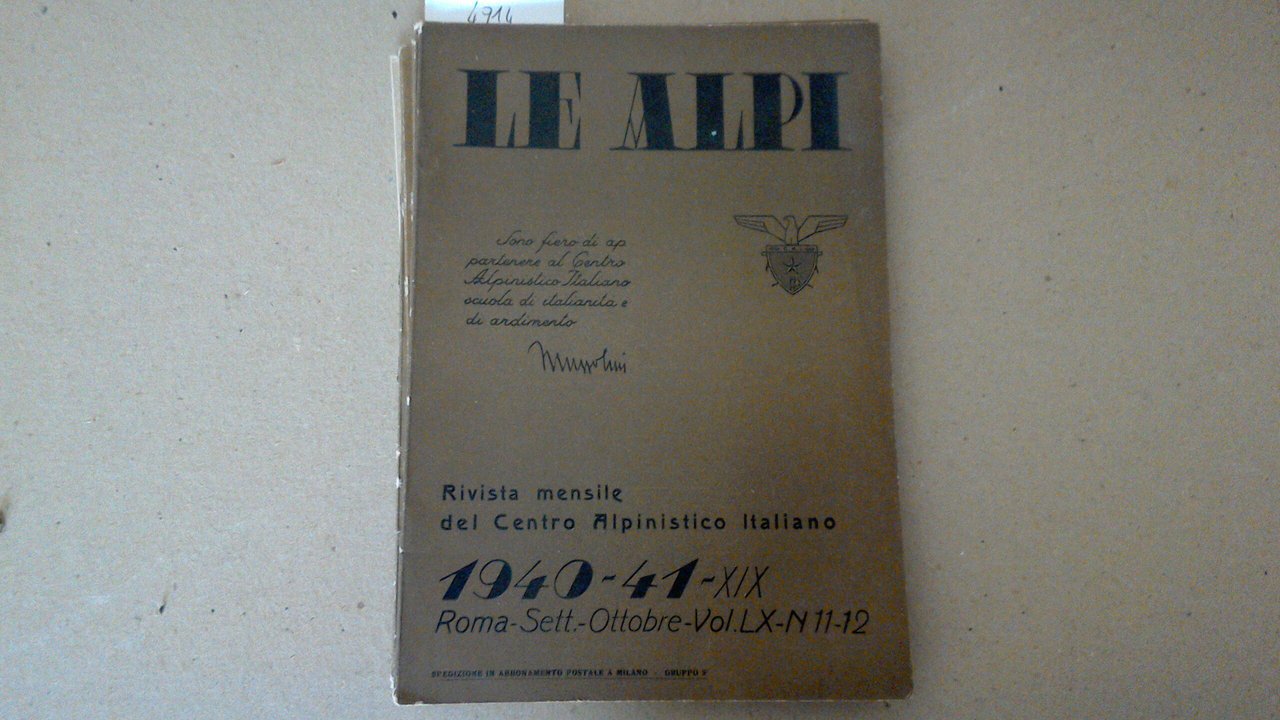 4914
LE ALPI
Sono fiero di ap
partenere al Centro
Alpinistico Italiano
scuola di italianità e
di ardimento
Mussolini
Rivista mensile
del Centro Alpinistico Italiano
1940-41-XIX
Roma-Sett.-Ottobre-Vol.LX-N 11-12
SPEDIZIONE IN ABBONAMENTO POSTALE A MILANO - GRUPPO 3°